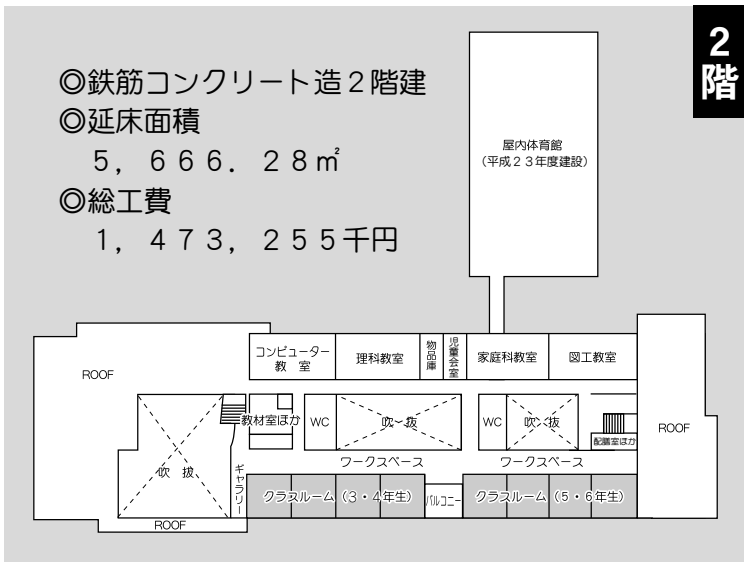 2階
◎鉄筋コンクリート造２階建
◎延床面積
５，６６６．２８㎡
◎総工費
１，４７３，２５５千円
屋内体育館
（平成２３年度建設）
ROOF
コンピューター
教 室
理科教室
物品庫
児童会室
家庭科教室
図工教室
ROOF
教材室ほか
WC
吹 抜
WC
吹 抜
配膳室ほか
吹 抜
ギャラリー
ワークスペース
ワークスペース
クラスルーム（３・４年生）
バルコニー
クラスルーム（５・６年生）
ROOF